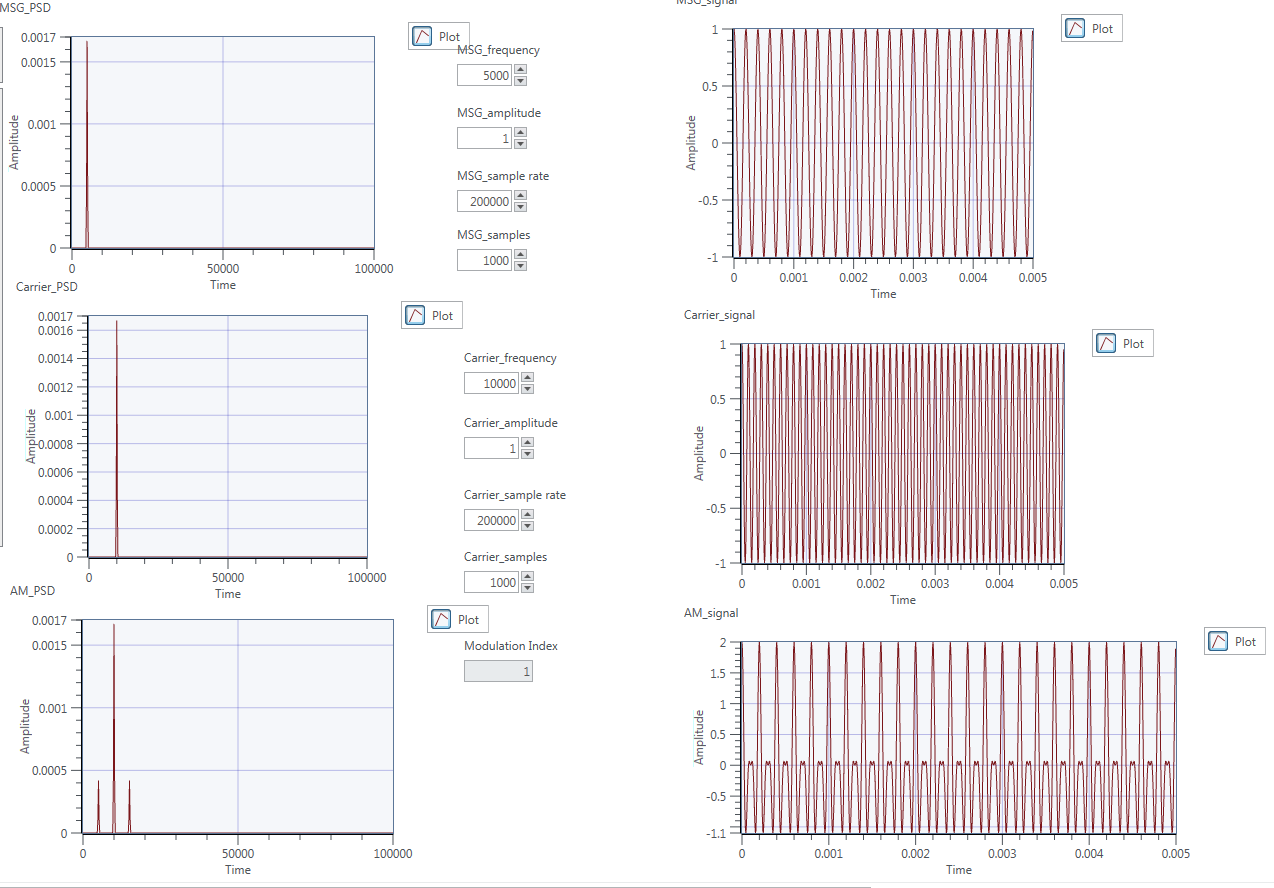 MSG_PSD
Plot
0.0017
0.0015
0.001
0.0005
0
Amplitude
0 50000 100000
Time
MSG_frequency
5000
MSG_amplitude
1
MSG_sample rate
200000
MSG_samples
1000
MSG_signal
Plot
1
0.5
0
-0.5
-1
Amplitude
0 0.001 0.002 0.003 0.004 0.005
Time
Carrier_PSD
Plot
0.0017
0.0016
0.0014
0.0012
0.001
0.0008
0.0006
0.0004
0.0002
0
Amplitude
0 50000 100000
Time
Carrier_frequency
10000
Carrier_amplitude
1
Carrier_sample rate
200000
Carrier_samples
1000
Carrier_signal
Plot
1
0.5
0
-0.5
-1
Amplitude
0 0.001 0.002 0.003 0.004 0.005
Time
AM_PSD
Plot
0.0017
0.0015
0.001
0.0005
0
Amplitude
0 50000 100000
Time
Modulation Index
1
AM_signal
Plot
2
1.5
1
0.5
0
-0.5
-1.1
Amplitude
0 0.001 0.002 0.003 0.004 0.005
Time